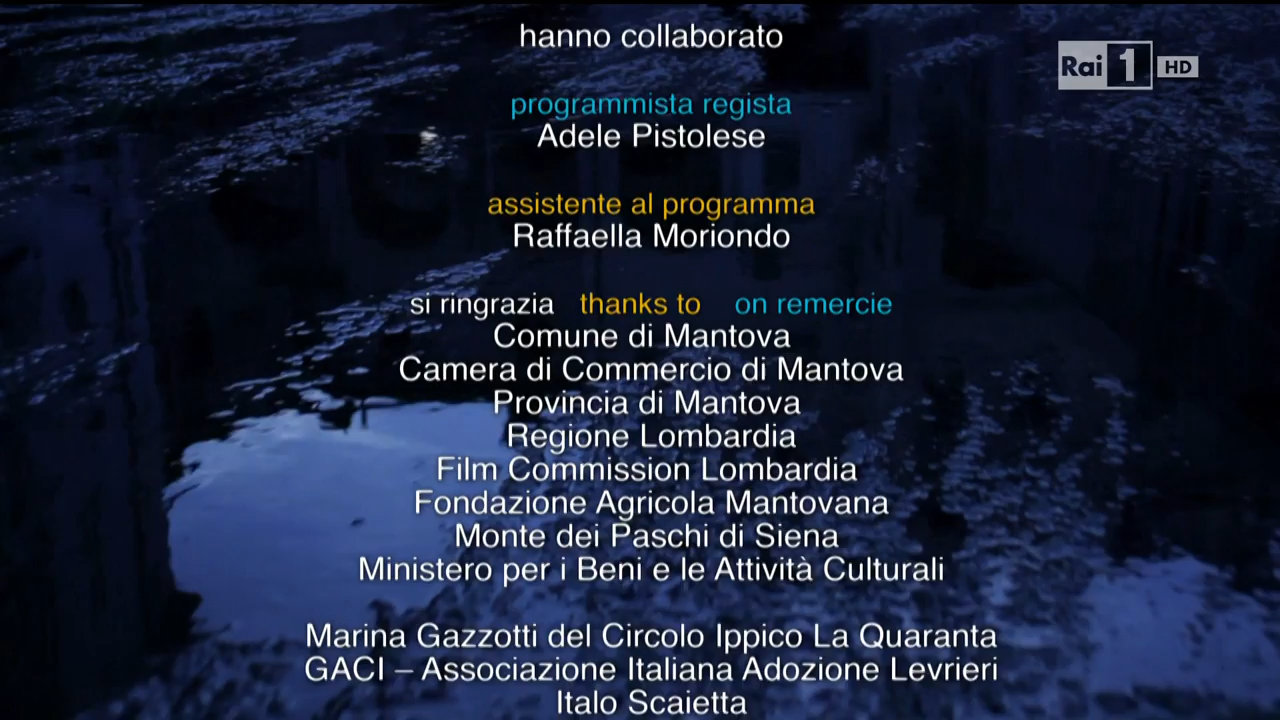 hanno collaborato
Rai 1 HD
programmista regista
Adele Pistolese
assistente al programma
Raffaella Moriondo
si ringrazia thanks to on remercie
Comune di Mantova
Camera di Commercio di Mantova
Provincia di Mantova
Regione Lombardia
Film Commission Lombardia
Fondazione Agricola Mantovana
Monte dei Paschi di Siena
Ministero per i Beni e le Attività Culturali
Marina Gazzotti del Circolo Ippico La Quaranta
GACI – Associazione Italiana Adozione Levrieri
Italo Scaietta